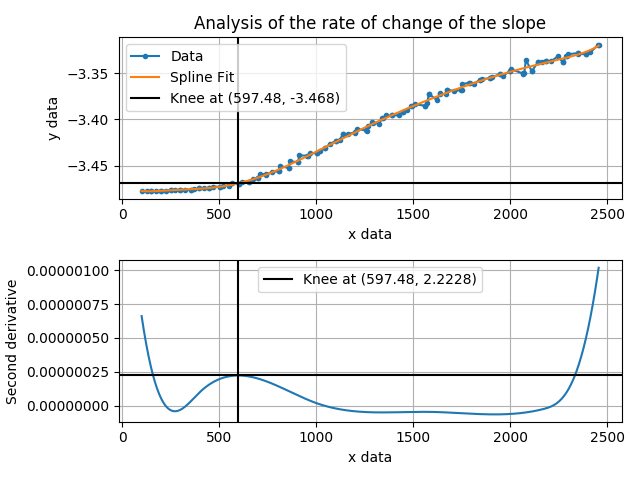 Analysis of the rate of change of the slope
Data
Spline Fit
Knee at (597.48, -3.468)
−3.35
−3.40
−3.45
y data
0 500 1000 1500 2000 2500
x data
Knee at (597.48, 2.2228)
0.00000100
0.00000075
0.00000050
0.00000025
0.00000000
Second derivative
0 500 1000 1500 2000 2500
x data